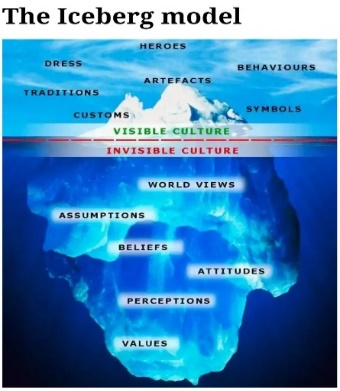 The Iceberg model
HEROES
DRESS
BEHAVIOURS
ARTEFACTS
TRADITIONS
SYMBOLS
CUSTOMS
VISIBLE CULTURE
INVISIBLE CULTURE
WORLD VIEWS
ASSUMPTIONS
BELIEFS
ATTITUDES
PERCEPTIONS
VALUES